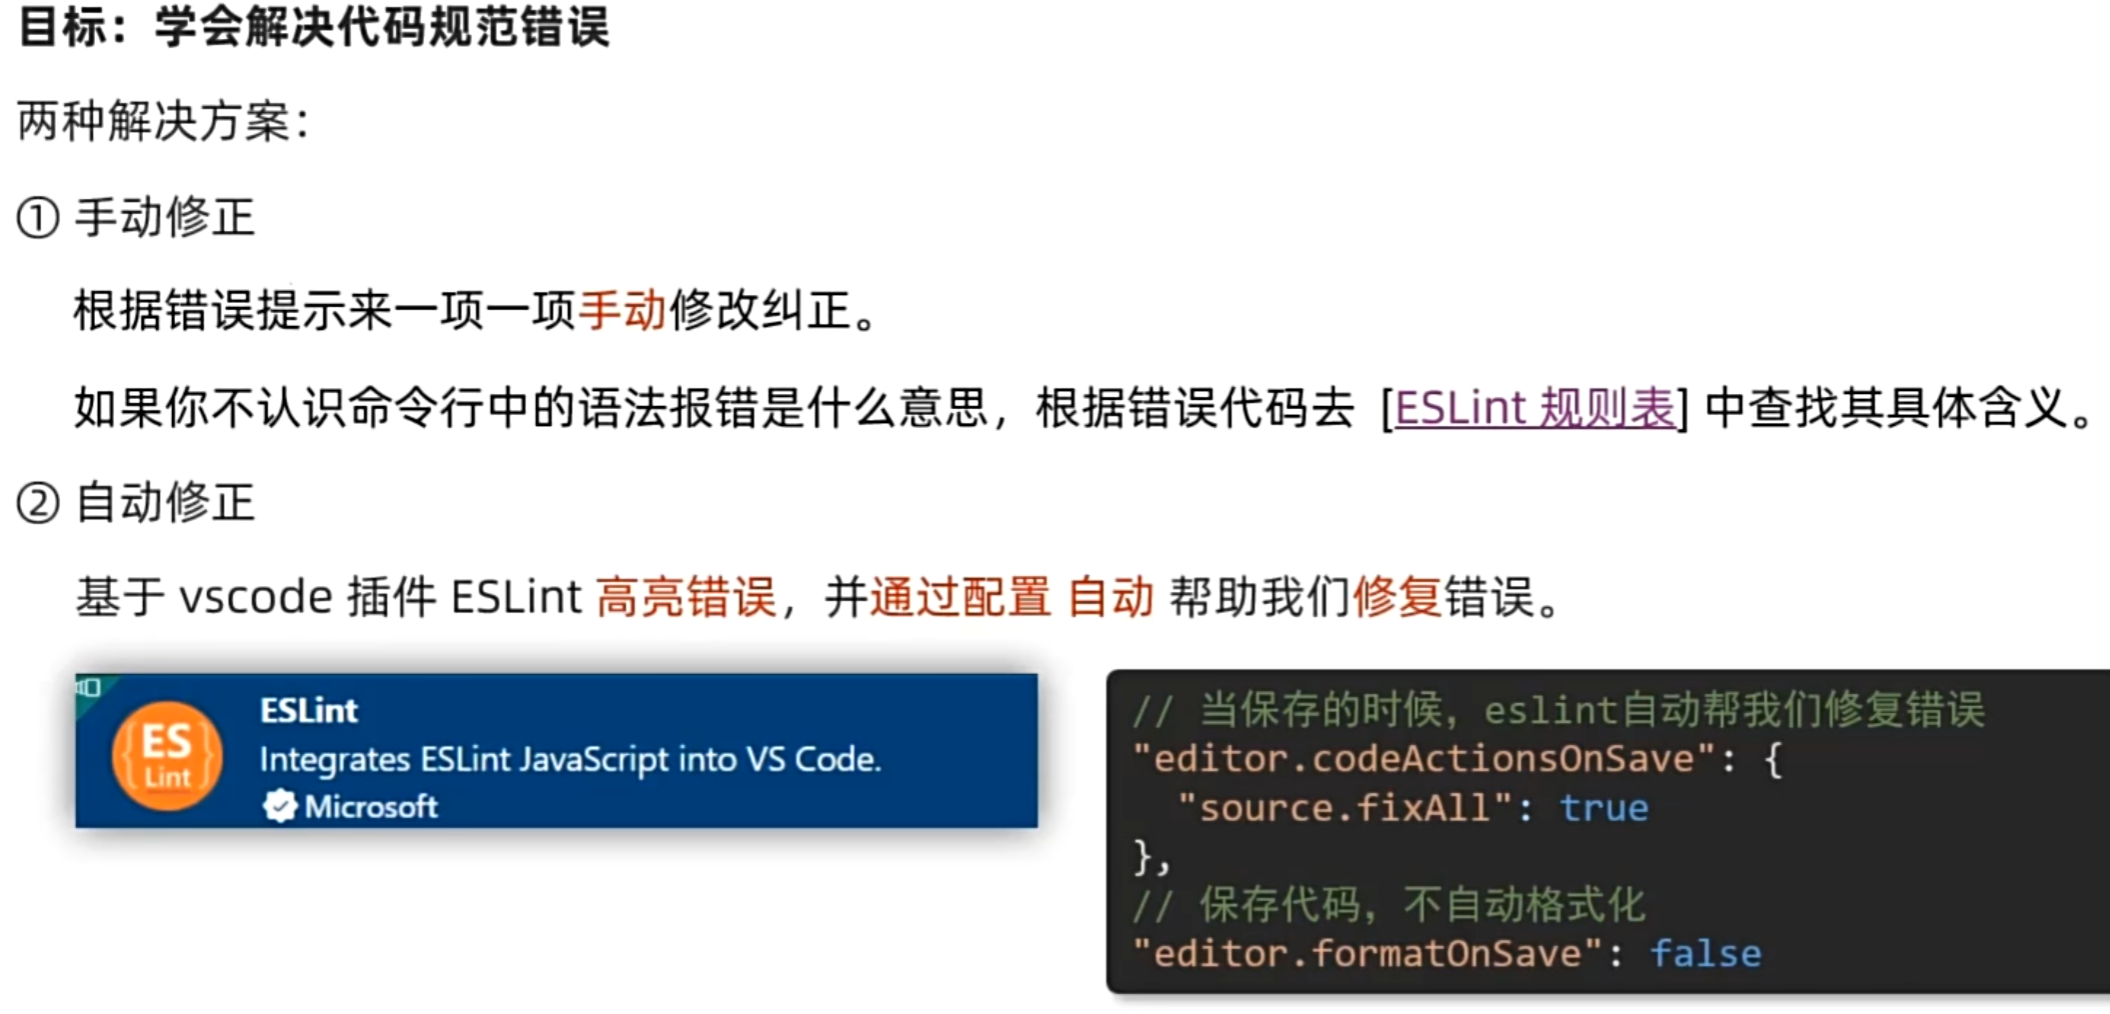 目标：学会解决代码规范错误
两种解决方案：
① 手动修正
根据错误提示来一项一项手动修改纠正。
如果你不认识命令行中的语法报错是什么意思，根据错误代码去 [ESLint 规则表] 中查找其具体含义。
② 自动修正
基于 vscode 插件 ESLint 高亮错误，并通过配置 自动 帮助我们修复错误。
ES
Lint
ESLint
Integrates ESLint JavaScript into VS Code.
Microsoft
// 当保存的时候，eslint自动帮我们修复错误
"editor.codeActionsOnSave": {
"source.fixAll": true
},
// 保存代码，不自动格式化
"editor.formatOnSave": false